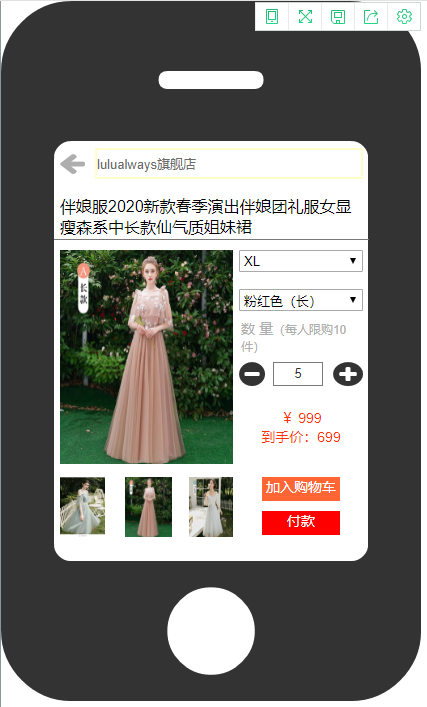 lulualways旗舰店
伴娘服2020新款春季演出伴娘团礼服女显
瘦森系中长款仙气质姐妹裙
人
长款
XL
粉红色（长）
数 量（每人限购10
件）
5
￥ 999
到手价：699
加入购物车
付款